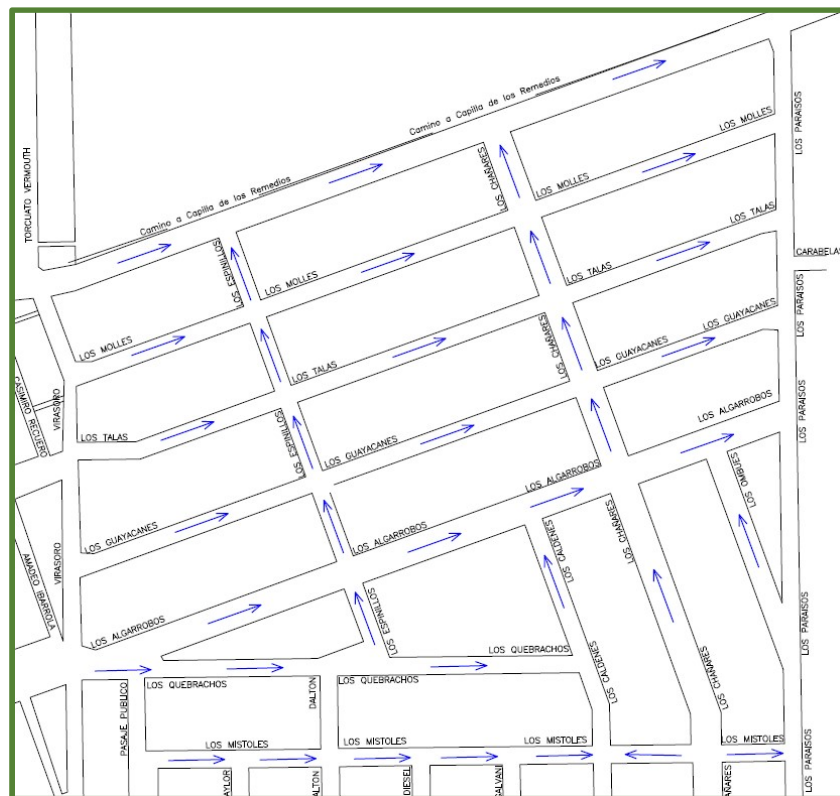 TORCUATO VERMOUTH
Camino a Capilla de los Remedios
Camino a Capilla de los Remedios
LOS PARAISOS
LOS MOLLES
LOS CHAÑARES
LOS MOLLES
LOS TALAS
LOS ESPINILLOS
LOS MOLLES
CARABELAS
LOS TALAS
LOS PARAISOS
LOS GUAYACANES
LOS CHAÑARES
LOS MOLLES
LOS GUAYACANES
LOS TALAS
CASIMIRO RECUERO
VIRASORO
LOS ALGARROBOS
LOS PARAISOS
LOS TALAS
LOS ESPINILLOS
LOS GUAYACANES
LOS ALGARROBOS
LOS OMBUES
LOS GUAYACANES
LOS ALGARROBOS
LOS CALDENES
LOS CHAÑARES
AMADEO IBARROLA
VIRASORO
LOS ESPINILLOS
LOS ALGARROBOS
LOS PARAISOS
LOS QUEBRACHOS
LOS CALDENES
LOS QUEBRACHOS
LOS QUEBRACHOS
DALTON
LOS CHAÑARES
PASAJE PUBLICO
LOS MISTOLES
LOS MISTOLES
LOS MISTOLES
LOS MISTOLES
LOS PARAISOS
AYLOR
ALTON
DIESEL
GALVANI
AÑARES